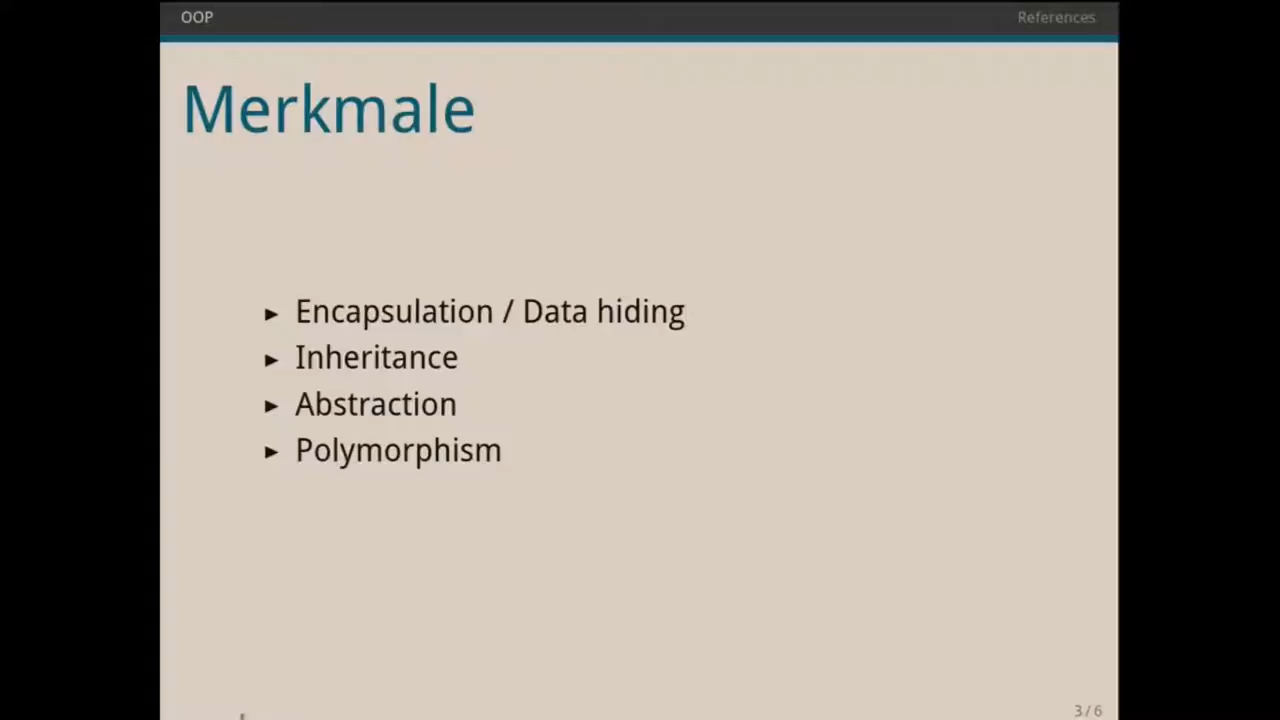 OOP References
Merkmale
▸ Encapsulation / Data hiding
▸ Inheritance
▸ Abstraction
▸ Polymorphism
3 / 6